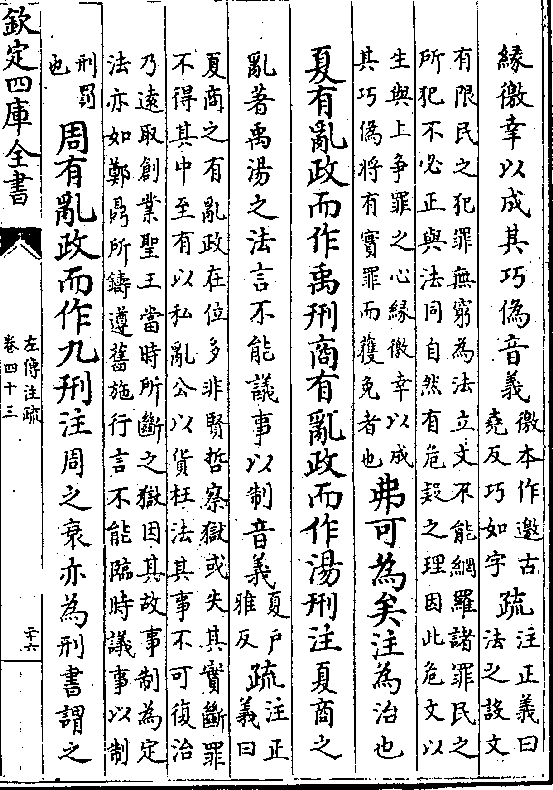 緣徼幸以成其巧偽音義徼本作邀古
堯反巧如字疏注正義曰
法之設文
有限民之犯罪無窮為法立文不能網羅諸罪民之
所犯不必正與法同自然有危疑之理因此危文以
生與上爭罪之心緣徼幸以成
其巧偽將有實罪而獲免者也弗可為矣注為治也
夏有亂政而作禹刑商有亂政而作湯刑注夏商之
亂著禹湯之法言不能議事以制音義夏戶
雅反疏注正
義曰
夏商之有亂政在位多非賢哲察獄或失其實斷罪
不得其中至有以私亂公以貨枉法其事不可復治
乃遠取創業聖王當時所斷之獄因其故事制為定
法亦如鄭鼎所鑄遵舊施行言不能臨時議事以制
刑罰
也周有亂政而作九刑注周之衰亦為刑書謂之
欽定四庫全書
左傳注疏
卷四十三
二十六